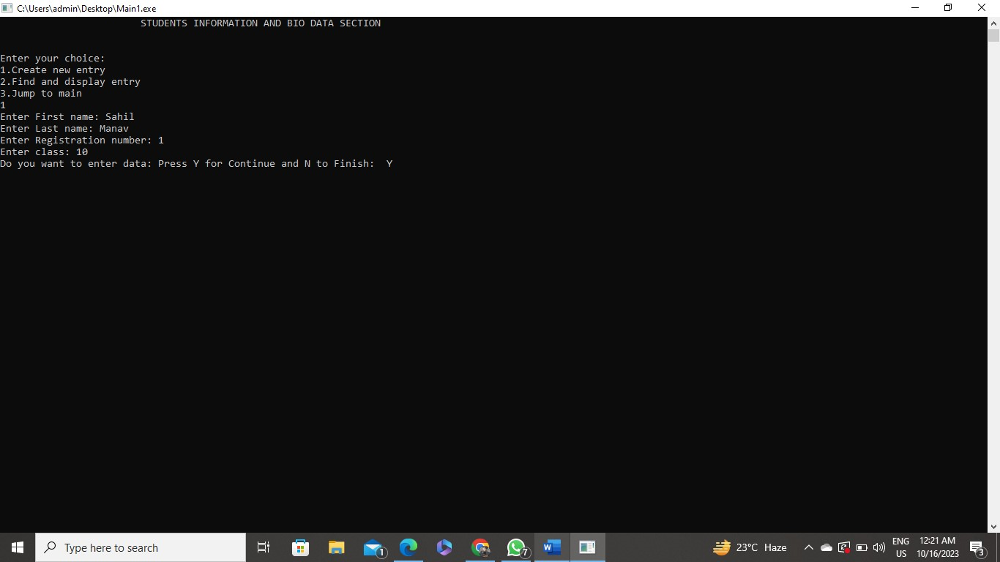 C:\Users\admin\Desktop\Main1.exe
STUDENTS INFORMATION AND BIO DATA SECTION
Enter your choice:
1.Create new entry
2.Find and display entry
3.Jump to main
1
Enter First name: Sahil
Enter Last name: Manav
Enter Registration number: 1
Enter class: 10
Do you want to enter data: Press Y for Continue and N to Finish:  Y
Type here to search
1
7
W
23°C Haze
ENG
US
12:21 AM
10/16/2023
3